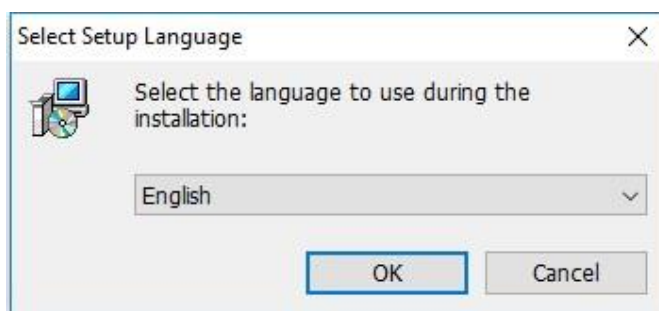 Select Setup Language
Select the language to use during the
installation:
English
OK
Cancel